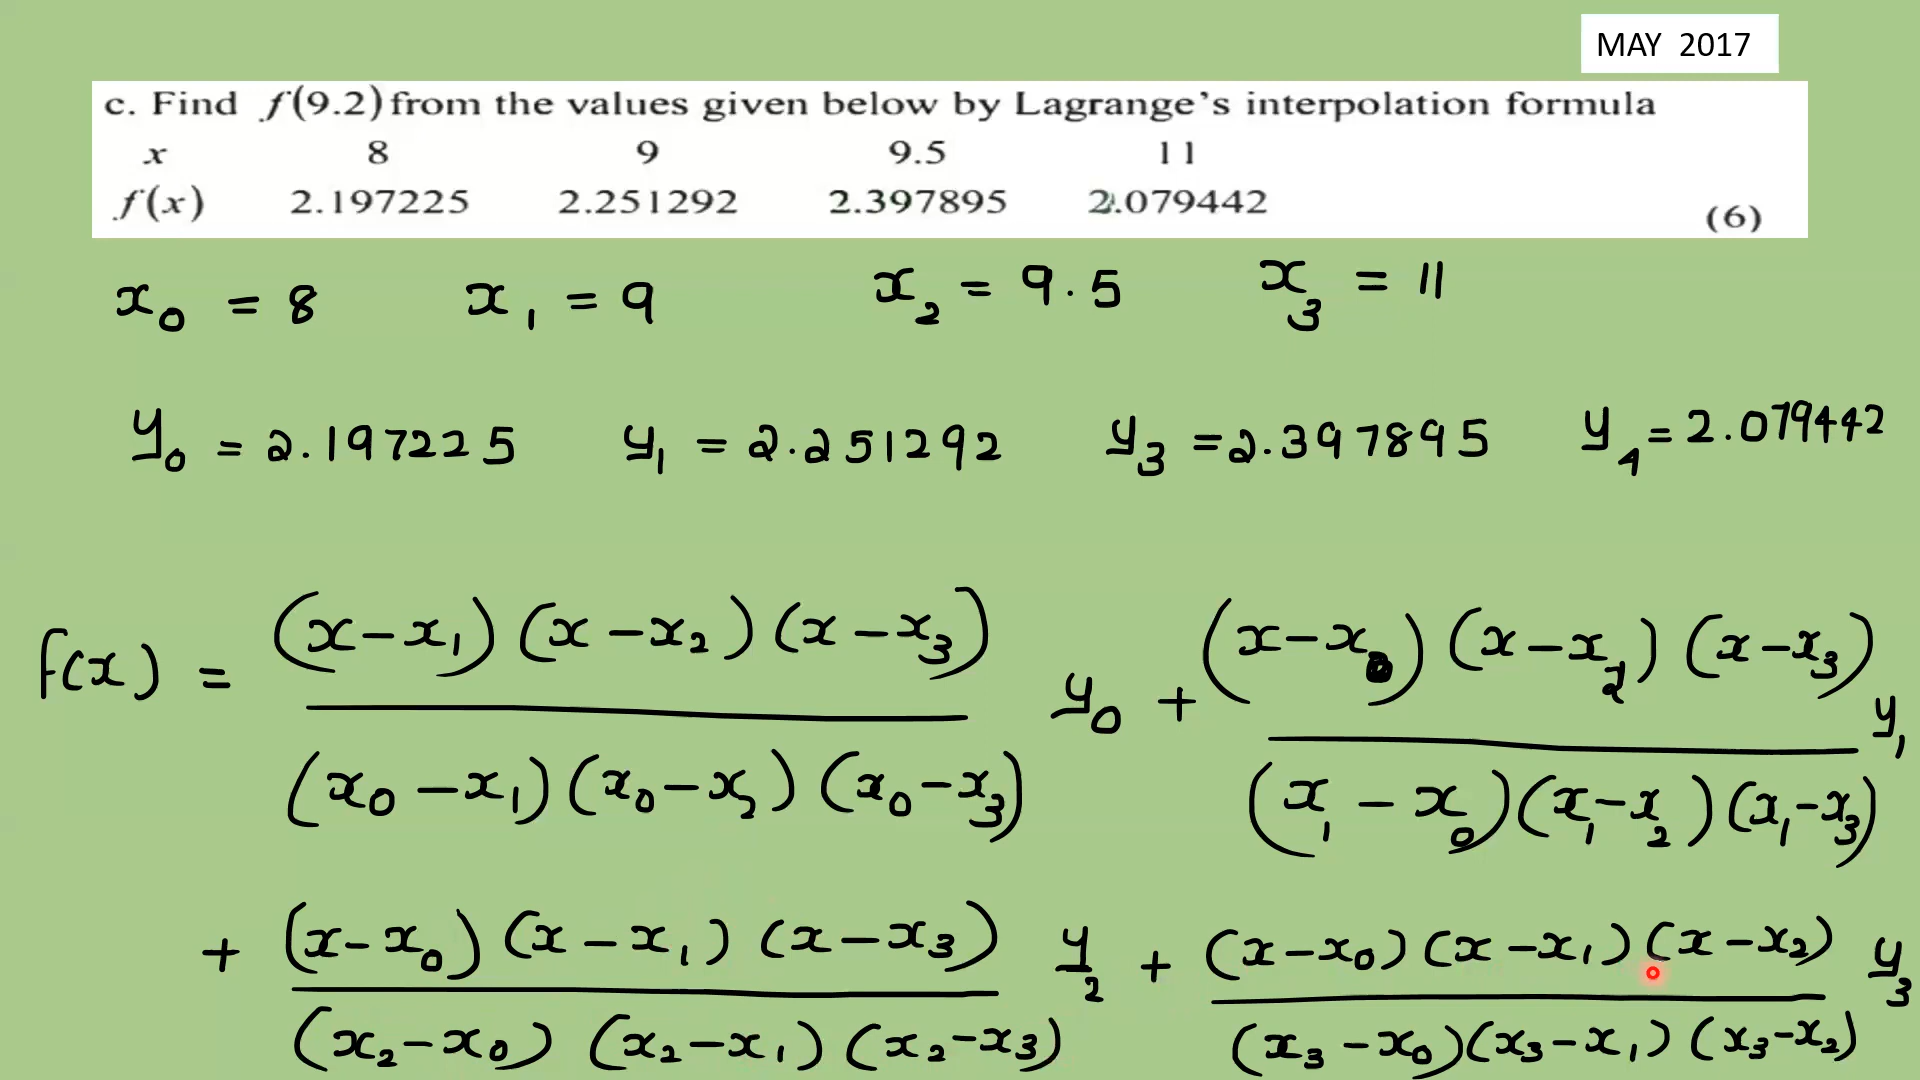 MAY 2017
c. Find f(9.2) from the values given below by Lagrange's interpolation formula
x 8 9 9.5 11
f(x) 2.197225 2.251292 2.397895 2.079442
(6)
x₀ = 8 x₁ = 9 x₂ = 9.5 x₃ = 11
y₀ = 2.197225 y₁ = 2.251292 y₃ = 2.397895 y₄ = 2.079442
(x − x₁) (x − x₂) (x − x₃) (x − x₀) (x − x₂) (x − x₃)
f(x) = y₀ + y₁
(x₀ − x₁) (x₀ − x₂) (x₀ − x₃) (x₁ − x₀) (x₁ − x₂) (x₁ − x₃)
+ (x − x₀) (x − x₁) (x − x₃) y₂ + (x − x₀) (x − x₁) (x − x₂) y₃
(x₂ − x₀) (x₂ − x₁) (x₂ − x₃) (x₃ − x₀) (x₃ − x₁) (x₃ − x₂)